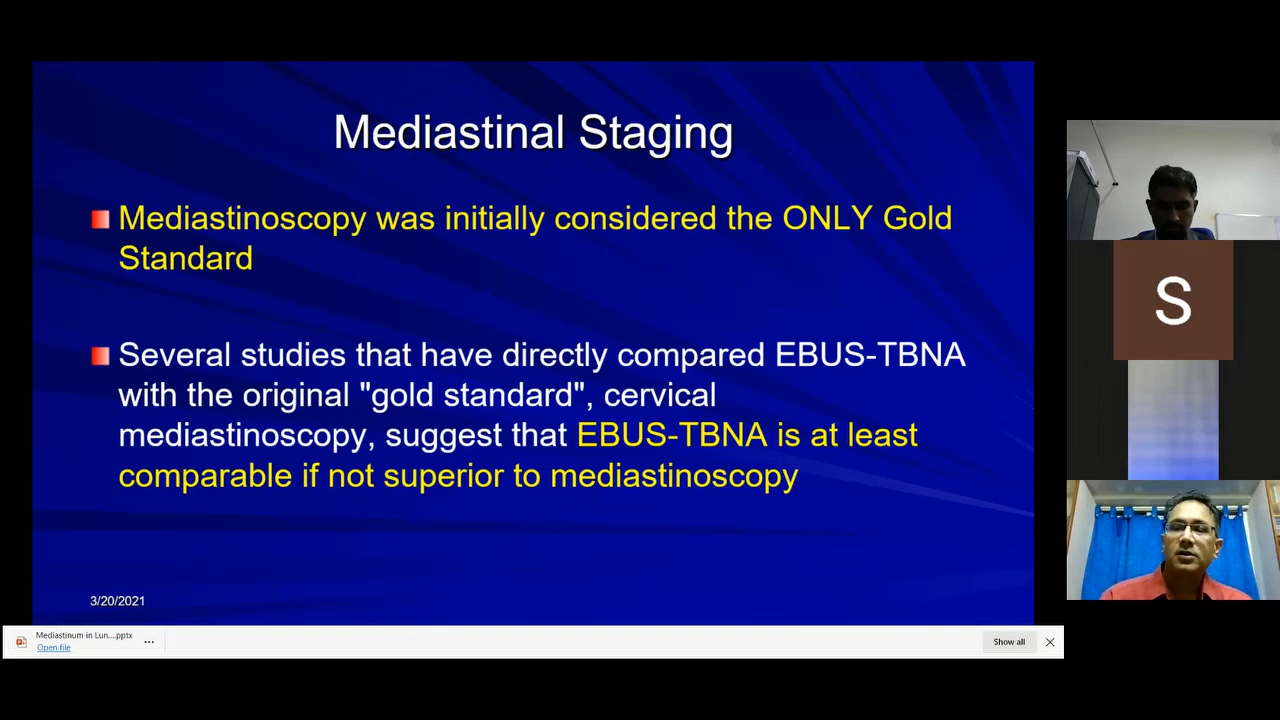 Mediastinal Staging
Mediastinoscopy was initially considered the ONLY Gold
Standard
Several studies that have directly compared EBUS-TBNA
with the original "gold standard", cervical
mediastinoscopy, suggest that EBUS-TBNA is at least
comparable if not superior to mediastinoscopy
3/20/2021
S
Mediastinum in Lun....pptx
Open file
Show all